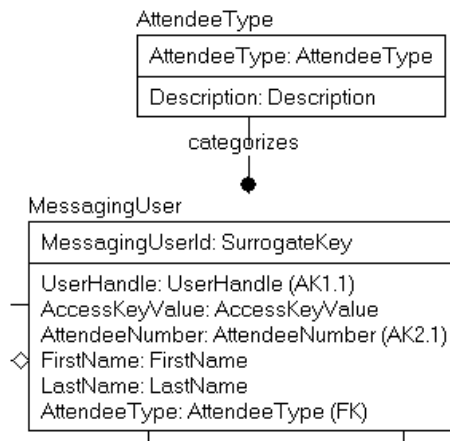 AttendeeType
AttendeeType: AttendeeType
Description: Description
categorizes
MessagingUser
MessagingUserId: SurrogateKey
UserHandle: UserHandle (AK1.1)
AccessKeyValue: AccessKeyValue
AttendeeNumber: AttendeeNumber (AK2.1)
FirstName: FirstName
LastName: LastName
AttendeeType: AttendeeType (FK)